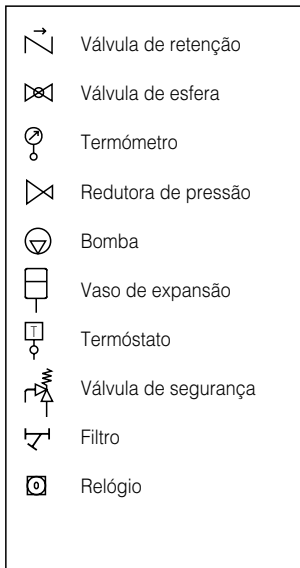 Válvula de retenção
Válvula de esfera
Termómetro
Redutora de pressão
Bomba
Vaso de expansão
T
Termóstato
Válvula de segurança
Filtro
0
Relógio